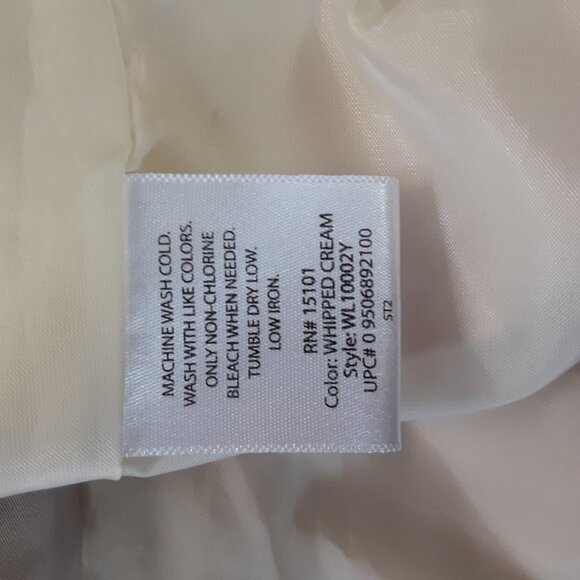 MACHINE WASH COLD.
WASH WITH LIKE COLORS.
ONLY NON-CHLORINE
BLEACH WHEN NEEDED.
TUMBLE DRY LOW.
LOW IRON.
RN# 15101
Color: WHIPPED CREAM
Style: WL10002Y
UPC# 0 9506892100
ST2